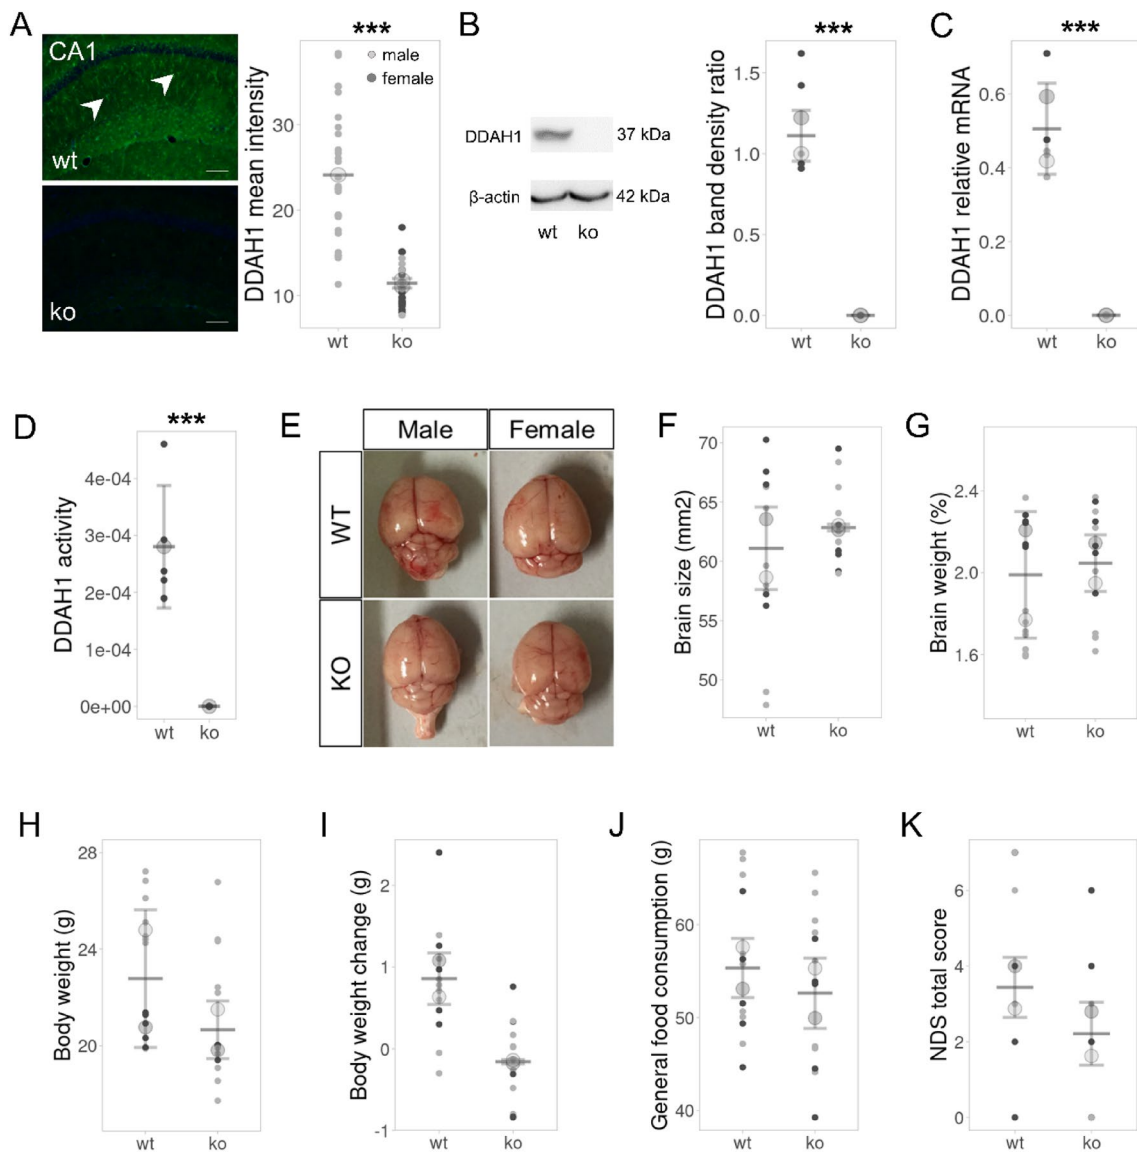 A
CA1
wt
ko
***
male
female
DDAH1 mean intensity
30
20
10
wt
ko
B
DDAH1
37 kDa
β-actin
42 kDa
wt
ko
***
DDAH1 band density ratio
1.5
1.0
0.5
0.0
wt
ko
C
***
DDAH1 relative mRNA
0.6
0.4
0.2
0.0
wt
ko
D
***
DDAH1 activity
4e-04
3e-04
2e-04
1e-04
0e+00
wt
ko
E
Male
Female
WT
KO
F
Brain size (mm2)
70
65
60
55
50
wt
ko
G
Brain weight (%)
2.4
2.0
1.6
wt
ko
H
Body weight (g)
28
24
20
wt
ko
I
Body weight change (g)
2
1
0
-1
wt
ko
J
General food consumption (g)
60
50
40
wt
ko
K
NDS total score
6
4
2
0
wt
ko